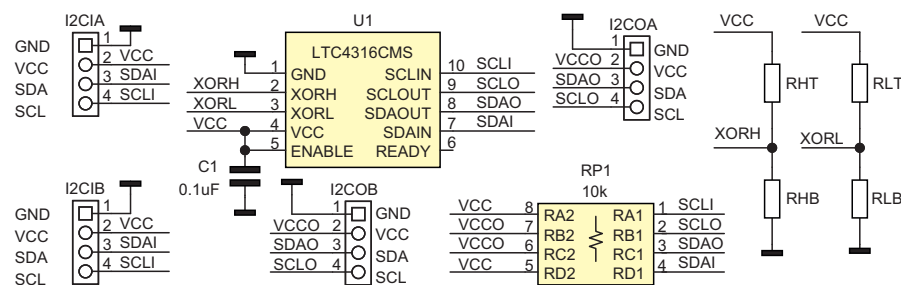 I2CIA
GND
VCC
SDA
SCL
1
2 VCC
3 SDAI
4 SCLI
U1
LTC4316CMS
1 GND
XORH 2 XORH
XORL 3 XORL
VCC 4 VCC
5 ENABLE
SCLIN 10 SCLI
SCLOUT 9 SCLO
SDAOUT 8 SDAO
SDAIN 7 SDAI
READY 6
C1
0.1uF
I2COA
1 GND
VCCO 2 VCC
SDAO 3 SDA
SCLO 4 SCL
VCC
RHT
XORH
RHB
VCC
RLT
XORL
RLB
I2CIB
GND
VCC
SDA
SCL
1
2 VCC
3 SDAI
4 SCLI
I2COB
1 GND
VCCO 2 VCC
SDAO 3 SDA
SCLO 4 SCL
RP1
10k
VCC 8 RA2 RA1 1 SCLI
VCCO 7 RB2 RB1 2 SCLO
VCCO 6 RC2 RC1 3 SDAO
VCC 5 RD2 RD1 4 SDAI